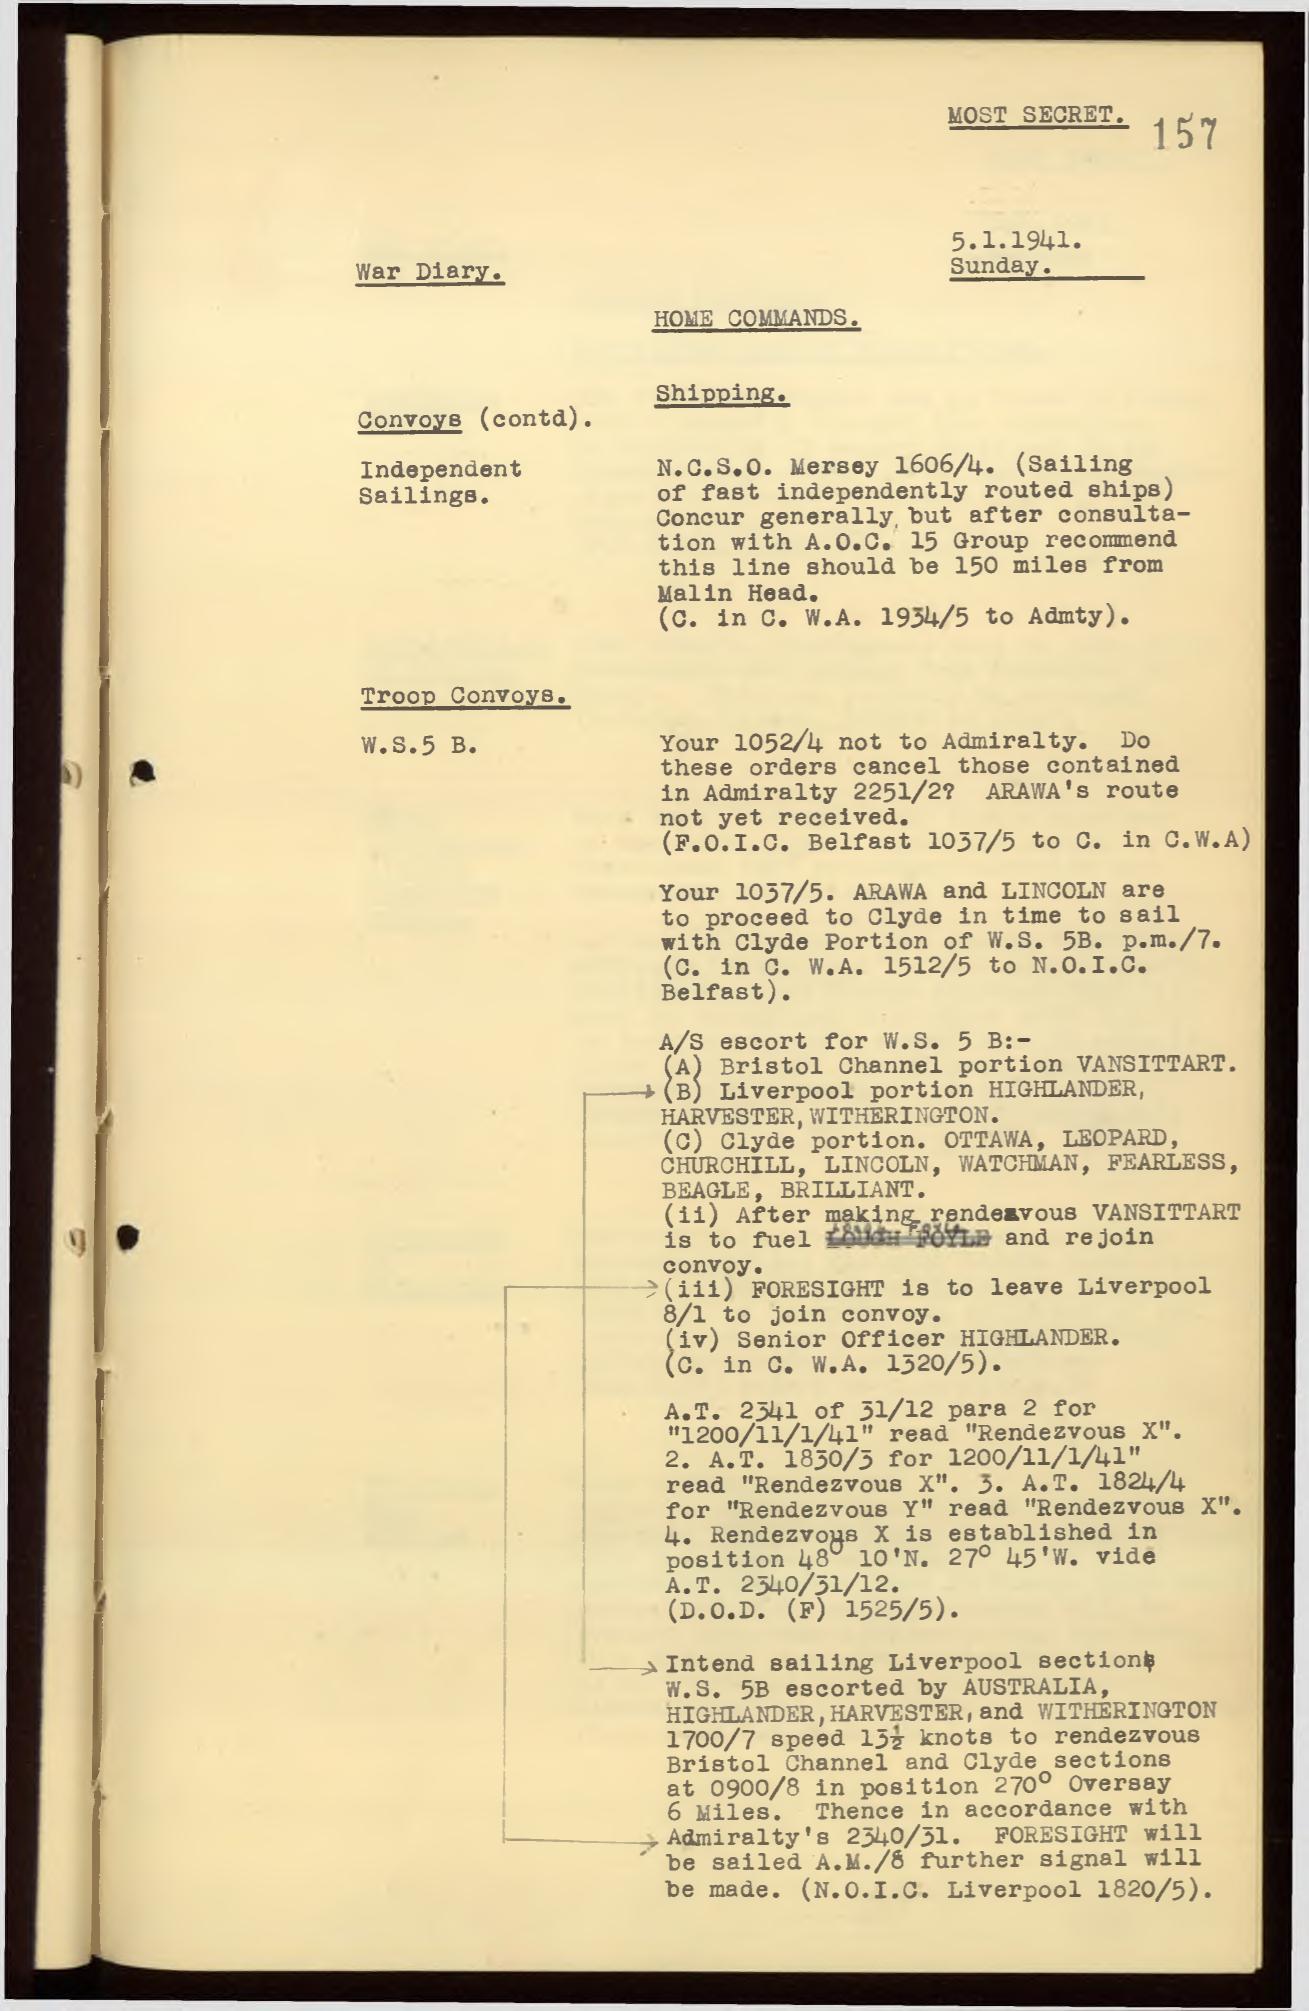 MOST SECRET.
157
5.1.1941.
Sunday.
War Diary.
HOME COMMANDS.
Shipping.
Convoys (contd).
Independent
Sailings.
N.C.S.O. Mersey 1606/4. (Sailing
of fast independently routed ships)
Concur generally, but after consulta-
tion with A.O.C. 15 Group recommend
this line should be 150 miles from
Malin Head.
(C. in C. W.A. 1934/5 to Admty).
Troop Convoys.
W.S.5 B.
Your 1052/4 not to Admiralty. Do
these orders cancel those contained
in Admiralty 2251/2? ARAWA's route
not yet received.
(F.O.I.C. Belfast 1037/5 to C. in C.W.A)
Your 1037/5. ARAWA and LINCOLN are
to proceed to Clyde in time to sail
with Clyde Portion of W.S. 5B. p.m./7.
(C. in C. W.A. 1512/5 to N.O.I.C.
Belfast).
A/S escort for W.S. 5 B:-
(A) Bristol Channel portion VANSITTART.
(B) Liverpool portion HIGHLANDER,
HARVESTER, WITHERINGTON.
(C) Clyde portion. OTTAWA, LEOPARD,
CHURCHILL, LINCOLN, WATCHMAN, FEARLESS,
BEAGLE, BRILLIANT.
(ii) After making rendezvous VANSITTART
is to fuel LOUGH FOYLE and rejoin
convoy.
(iii) FORESIGHT is to leave Liverpool
8/1 to join convoy.
(iv) Senior Officer HIGHLANDER.
(C. in C. W.A. 1320/5).
A.T. 2341 of 31/12 para 2 for
"1200/11/1/41" read "Rendezvous X".
2. A.T. 1830/3 for 1200/11/1/41"
read "Rendezvous X". 3. A.T. 1824/4
for "Rendezvous Y" read "Rendezvous X".
4. Rendezvous X is established in
position 48° 10'N. 27° 45'W. vide
A.T. 2340/31/12.
(D.O.D. (F) 1525/5).
Intend sailing Liverpool section
W.S. 5B escorted by AUSTRALIA,
HIGHLANDER, HARVESTER, and WITHERINGTON
1700/7 speed 13½ knots to rendezvous
Bristol Channel and Clyde sections
at 0900/8 in position 270° Oversay
6 Miles. Thence in accordance with
Admiralty's 2340/31. FORESIGHT will
be sailed A.M./8 further signal will
be made. (N.O.I.C. Liverpool 1820/5).